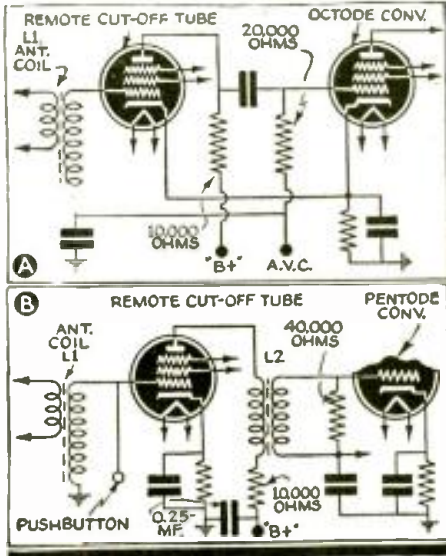 REMOTE CUT-OFF TUBE
OCTODE CONV.
L1
ANT.
COIL
20,000
OHMS
10,000
OHMS
"B+"
A.V.C.
A
B
REMOTE CUT-OFF TUBE
PENTODE
CONV.
ANT.
COIL
L1
L2
40,000
OHMS
PUSHBUTTON
0.25-
MF.
10,000
OHMS
"B+"